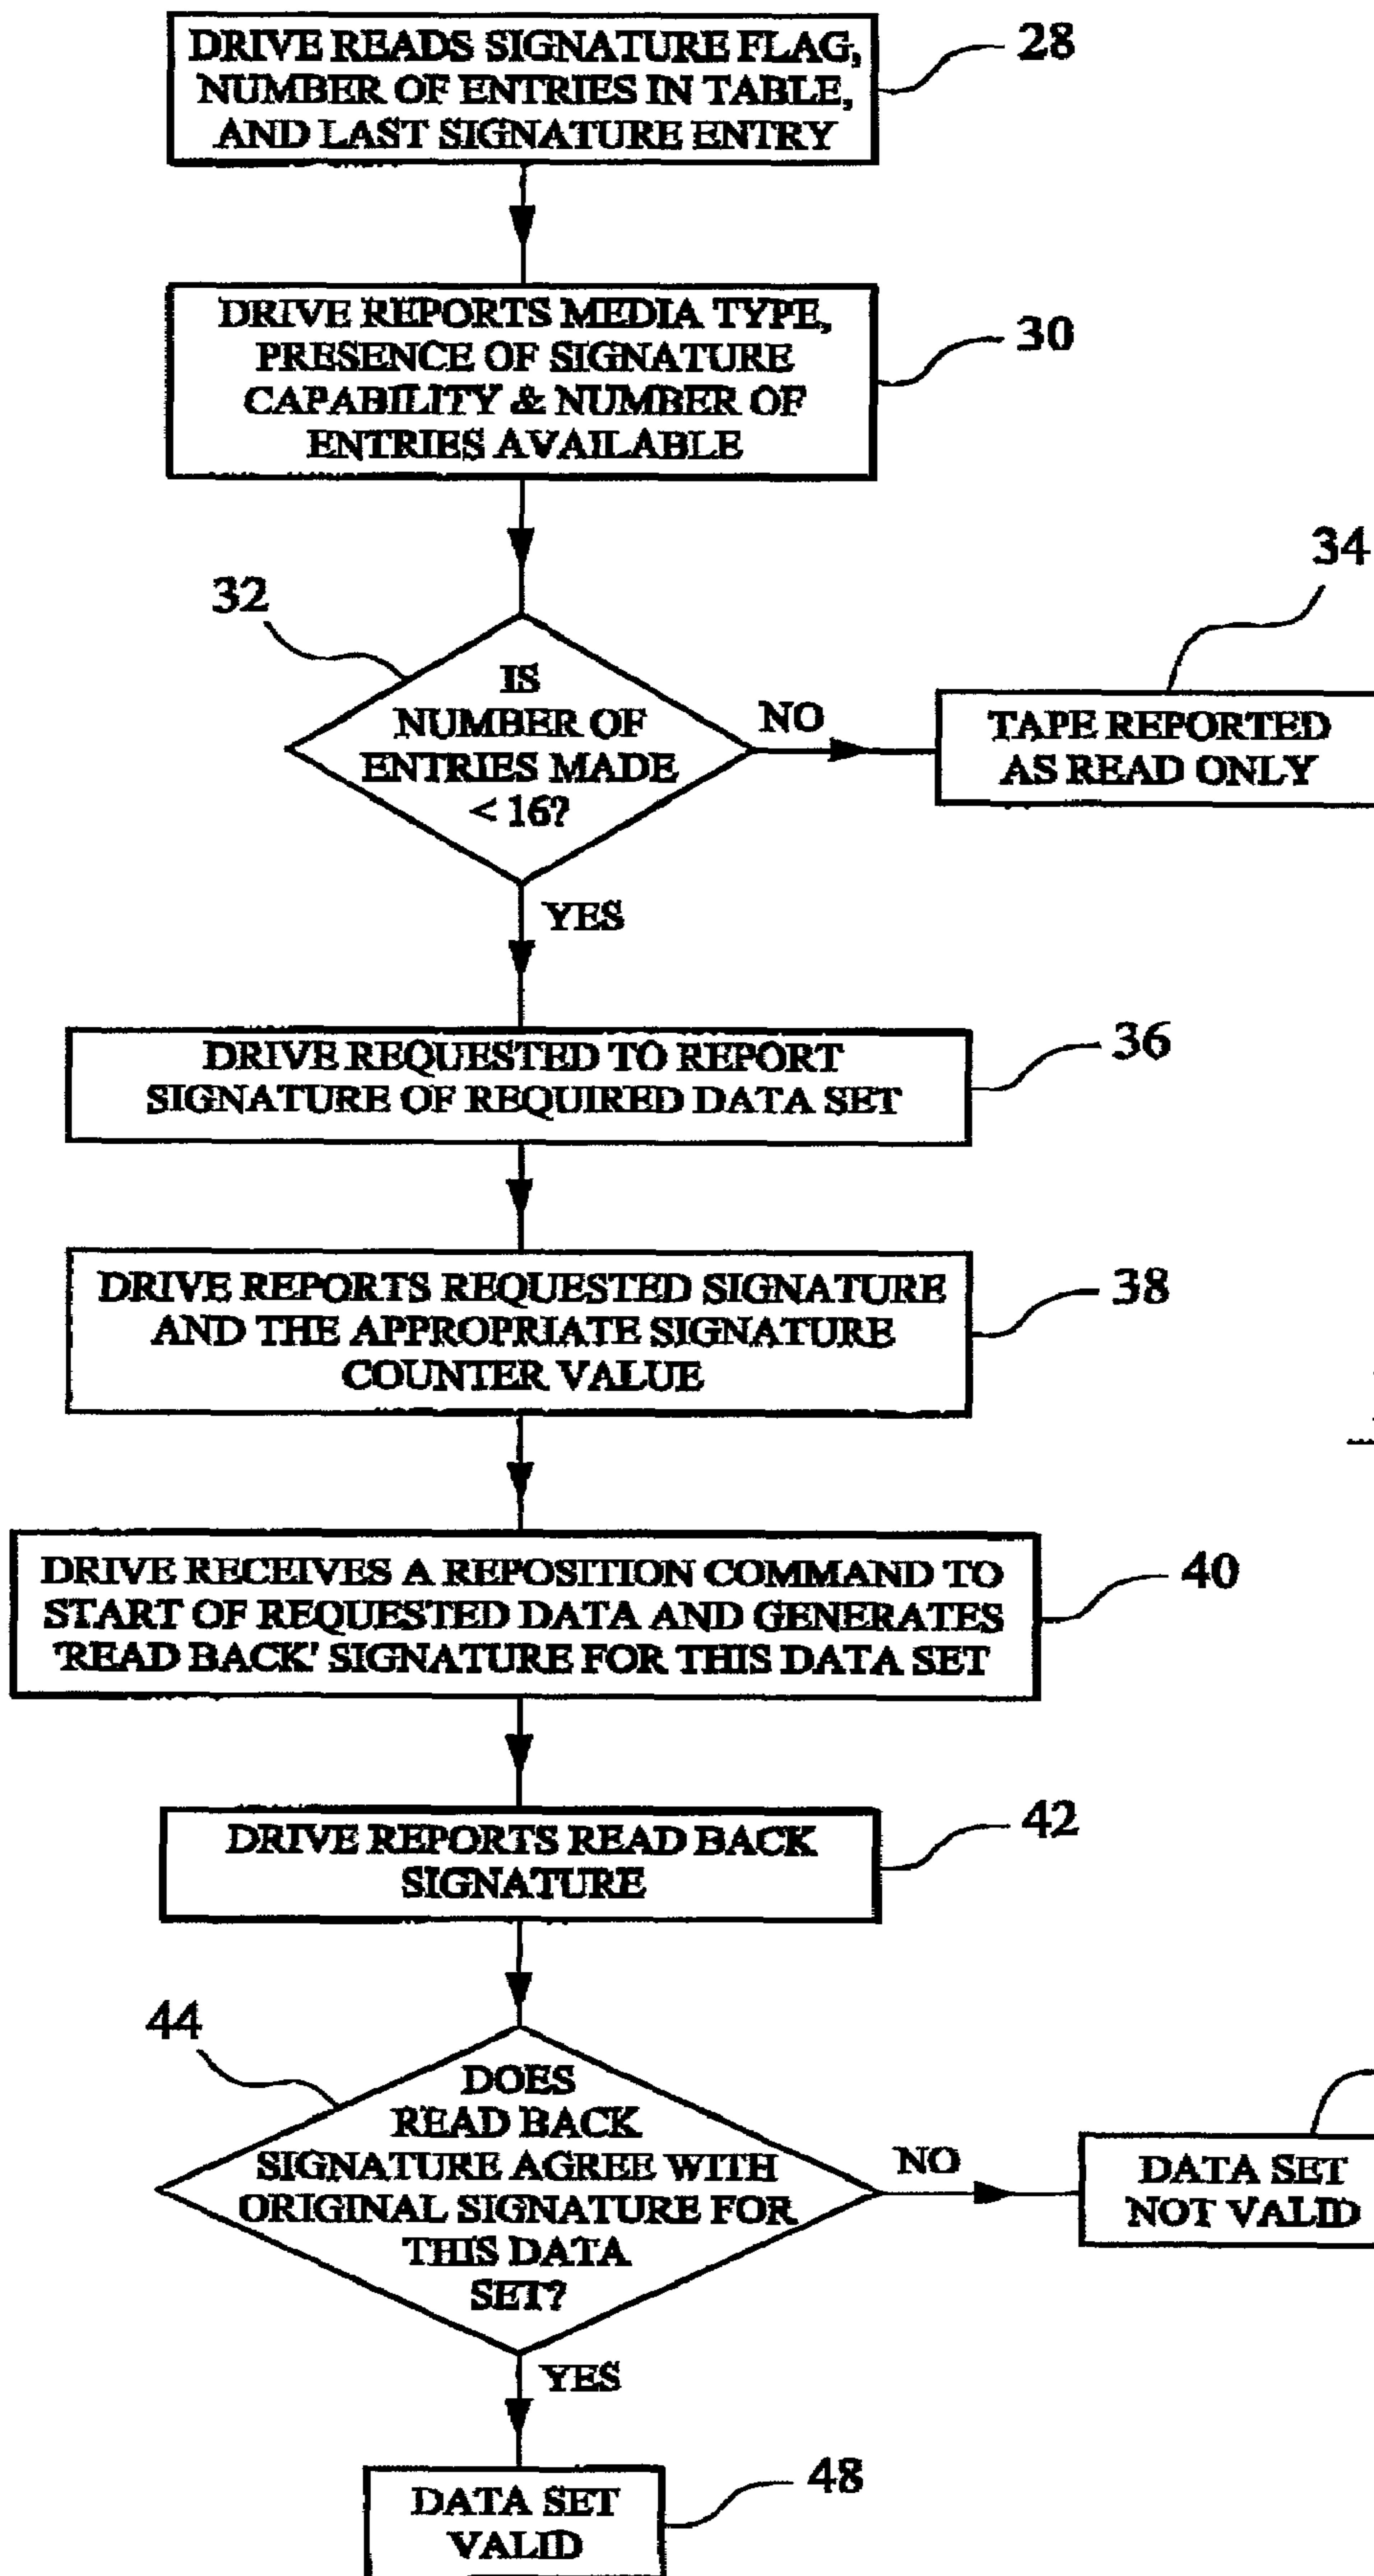 DRIVE READS SIGNATURE FLAG,
NUMBER OF ENTRIES IN TABLE,
AND LAST SIGNATURE ENTRY
28
DRIVE REPORTS MEDIA TYPE,
PRESENCE OF SIGNATURE
CAPABILITY & NUMBER OF
ENTRIES AVAILABLE
30
32
IS
NUMBER OF
ENTRIES MADE
< 16?
NO
34
TAPE REPORTED
AS READ ONLY
YES
DRIVE REQUESTED TO REPORT
SIGNATURE OF REQUIRED DATA SET
36
DRIVE REPORTS REQUESTED SIGNATURE
AND THE APPROPRIATE SIGNATURE
COUNTER VALUE
38
DRIVE RECEIVES A REPOSITION COMMAND TO
START OF REQUESTED DATA AND GENERATES
'READ BACK' SIGNATURE FOR THIS DATA SET
40
DRIVE REPORTS READ BACK
SIGNATURE
42
44
DOES
READ BACK
SIGNATURE AGREE WITH
ORIGINAL SIGNATURE FOR
THIS DATA
SET?
NO
DATA SET
NOT VALID
YES
DATA SET
VALID
48